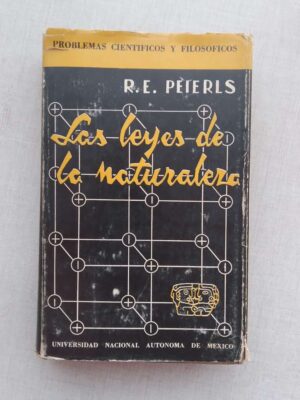 PROBLEMAS CIENTIFICOS Y FILOSOFICOS
R. E. PEIERLS
Las leyes de
la naturaleza
UNIVERSIDAD NACIONAL AUTONOMA DE MEXICO